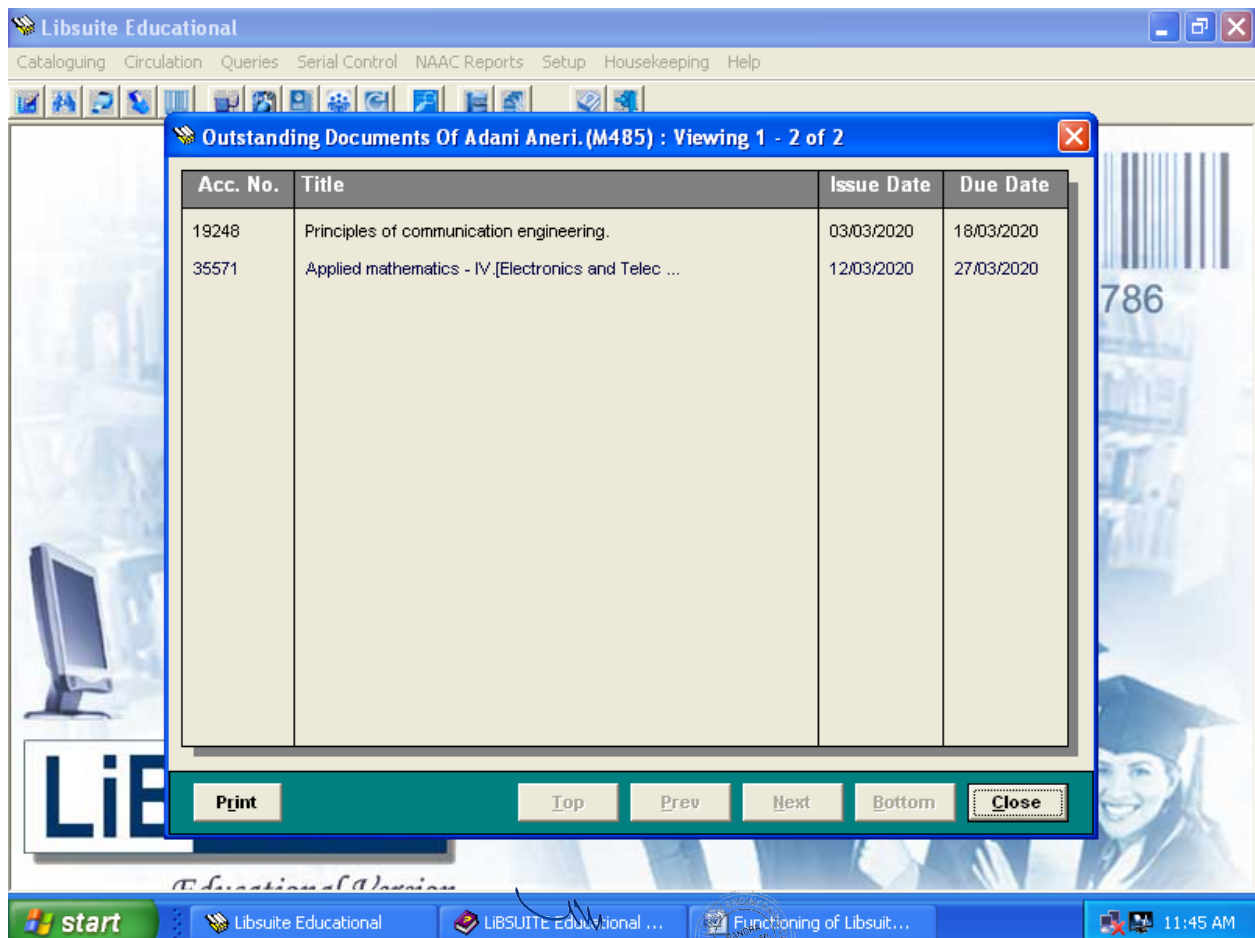 Libsuite Educational
Cataloguing Circulation Queries Serial Control NAAC Reports Setup Housekeeping Help
Outstanding Documents Of Adani Aneri.(M485) : Viewing 1 - 2 of 2
Acc. No. Title Issue Date Due Date
19248 Principles of communication engineering. 03/03/2020 18/03/2020
35571 Applied mathematics - IV.[Electronics and Telec ... 12/03/2020 27/03/2020
786
Print Top Prev Next Bottom Close
LiB
Educational Version
start Libsuite Educational LiBSUITE Educational ... Functioning of Libsuit... 11:45 AM